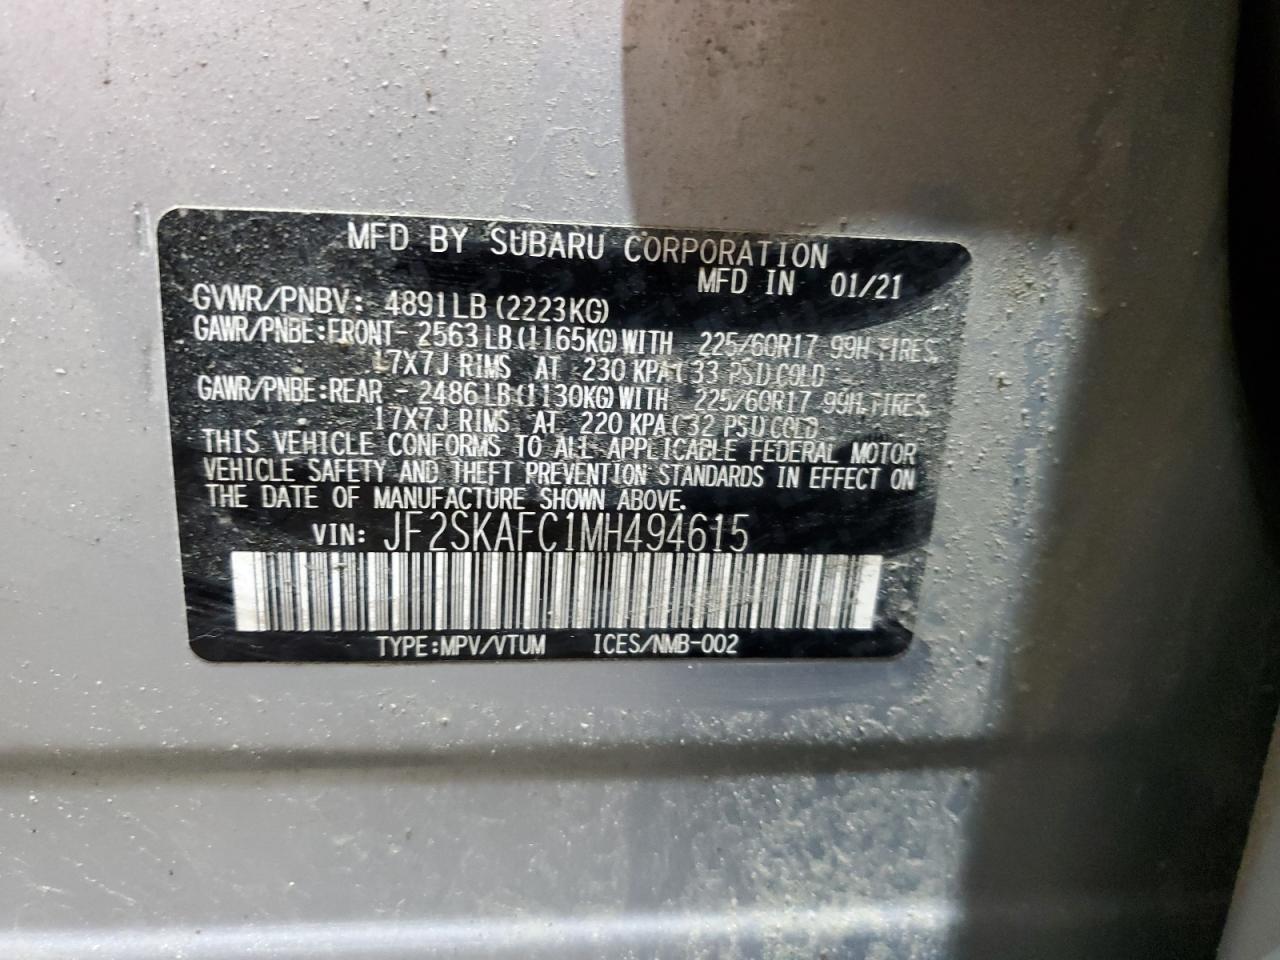 MFD BY SUBARU CORPORATION
MFD IN 01/21
GVWR/PNBV: 4891LB (2223KG)
GAWR/PNBE:FRONT- 2563LB(1165KG)WITH 225/60R17 99H TIRES,
17X7J RIMS AT 230 KPA(33 PSI)COLD
GAWR/PNBE:REAR - 2486LB(1130KG)WITH 225/60R17 99H TIRES,
17X7J RIMS AT 220 KPA(32 PSI)COLD
THIS VEHICLE CONFORMS TO ALL APPLICABLE FEDERAL MOTOR
VEHICLE SAFETY AND THEFT PREVENTION STANDARDS IN EFFECT ON
THE DATE OF MANUFACTURE SHOWN ABOVE.
VIN: JF2SKAFC1MH494615
TYPE:MPV/VTUM ICES/NMB-002